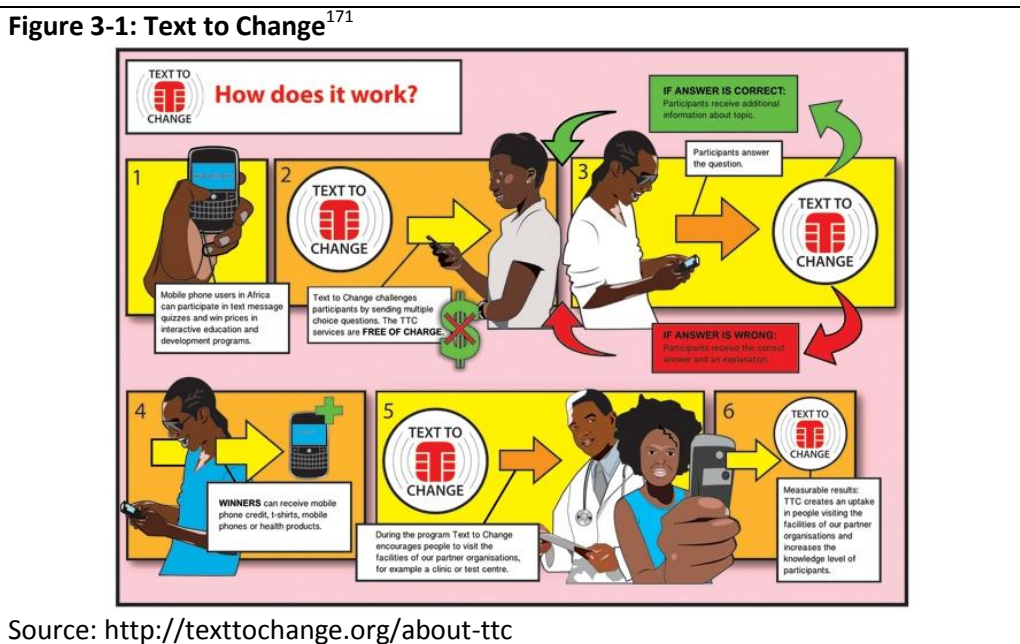 Figure 3-1: Text to Change171
TEXT TO
CHANGE
How does it work?
IF ANSWER IS CORRECT:
Participants receive additional
information about topic.
1
Mobile phone users in Africa
can participate in text message
quizzes and win prices in
interactive education and
development programs.
2
TEXT TO
CHANGE
Text to Change challenges
participants by sending multiple
choice questions. The TTC
services are FREE OF CHARGE.
$
3
Participants answer
the question.
TEXT TO
CHANGE
IF ANSWER IS WRONG:
Participants receive the correct
answer and an explanation.
4
WINNERS can receive mobile
phone credit, t-shirts, mobile
phones or health products.
5
TEXT TO
CHANGE
During the program Text to Change
encourages people to visit the
facilities of our partner organisations,
for example a clinic or test centre.
6
TEXT TO
CHANGE
Measurable results:
TTC creates an uptake
in people visiting the
facilities of our partner
organisations and
increases the
knowledge level of
participants.
Source: http://texttochange.org/about-ttc